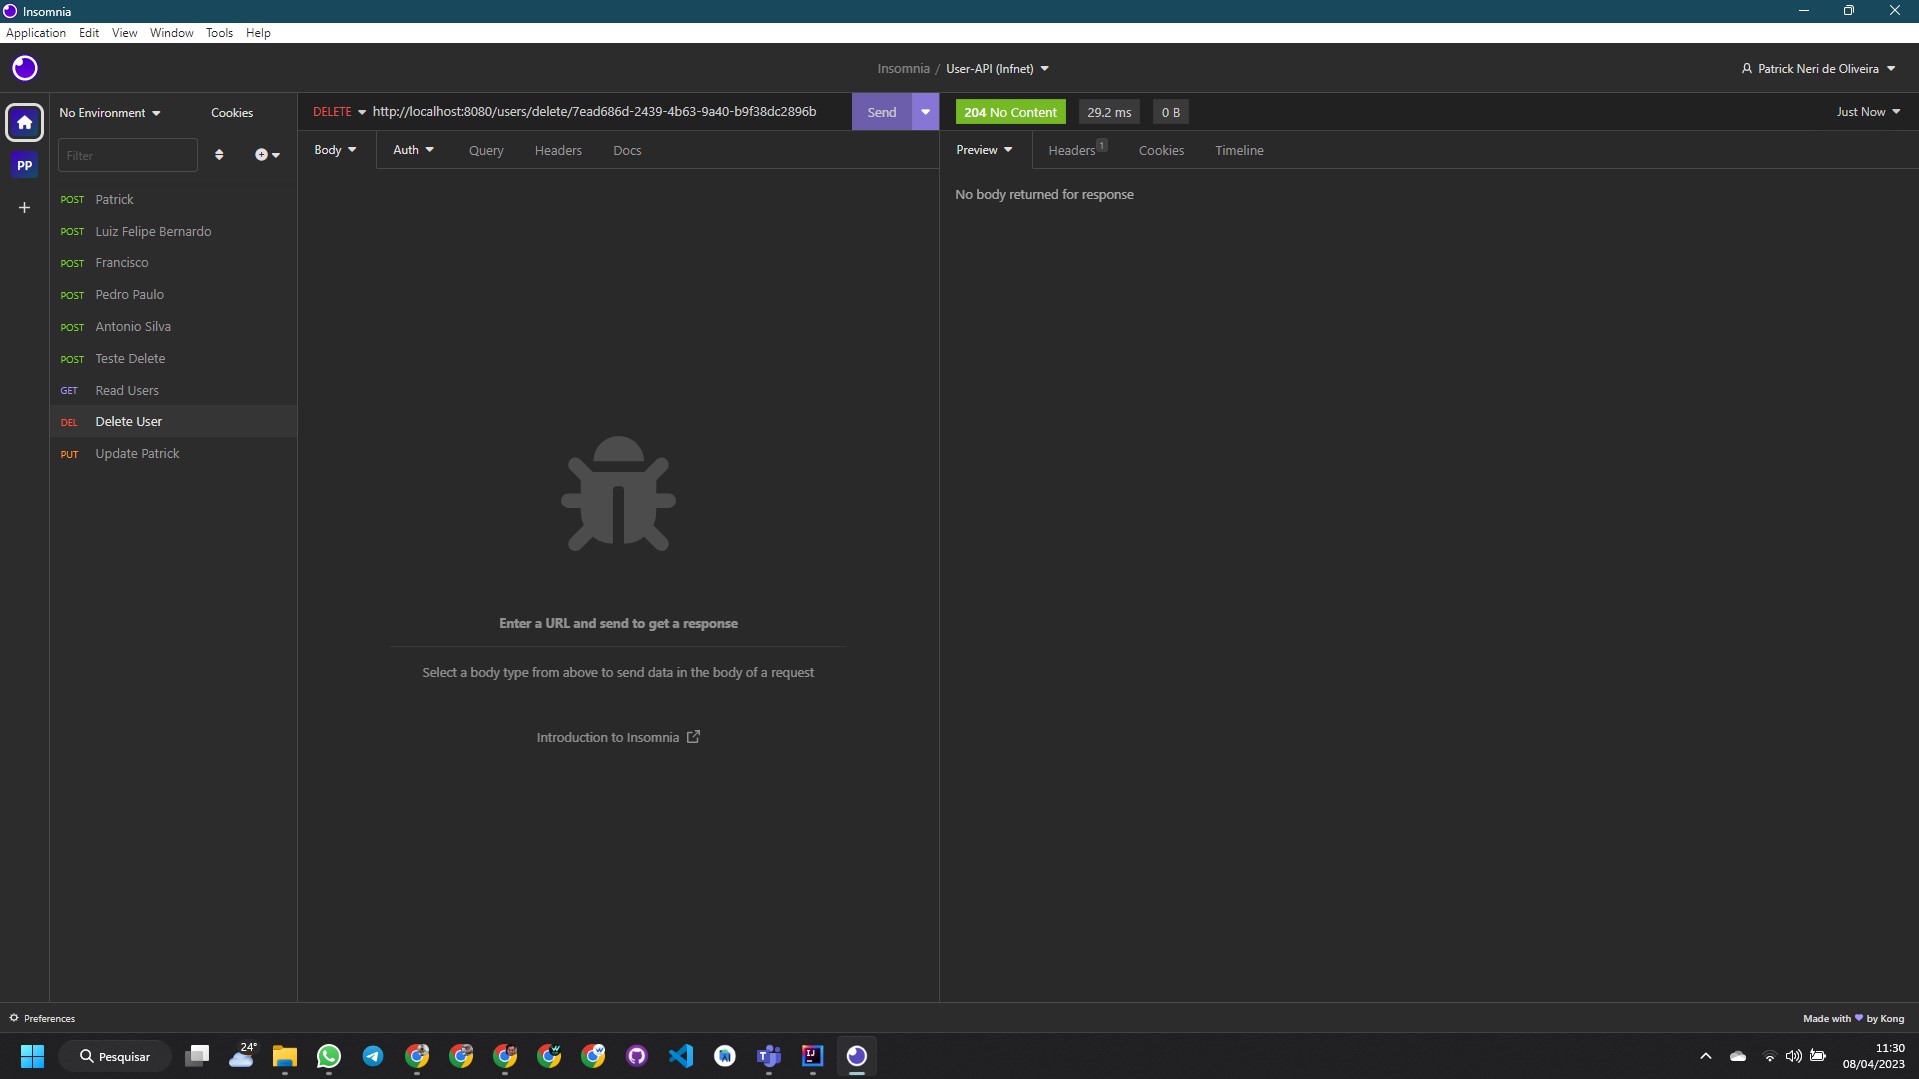 Insomnia
Application Edit View Window Tools Help
Insomnia / User-API (Infnet)
Patrick Neri de Oliveira
No Environment Cookies
DELETE http://localhost:8080/users/delete/7ead686d-2439-4b63-9a40-b9f38dc2896b Send
204 No Content 29.2 ms 0 B Just Now
Filter
Body Auth Query Headers Docs
Preview Headers 1 Cookies Timeline
PP
No body returned for response
POST Patrick
POST Luiz Felipe Bernardo
POST Francisco
POST Pedro Paulo
POST Antonio Silva
POST Teste Delete
GET Read Users
DEL Delete User
PUT Update Patrick
Enter a URL and send to get a response
Select a body type from above to send data in the body of a request
Introduction to Insomnia
Preferences
Made with by Kong
24°
Pesquisar
11:30
08/04/2023